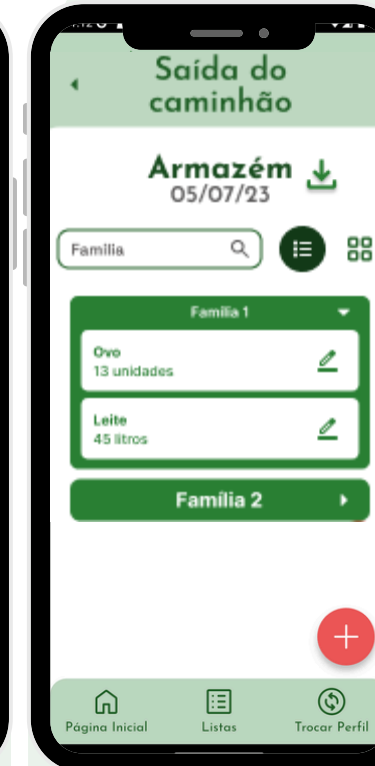 Saída do
caminhão
Armazém
05/07/23
Familia
Família 1
Ovo
13 unidades
Leite
45 litros
Família 2
Página Inicial
Listas
Trocar Perfil